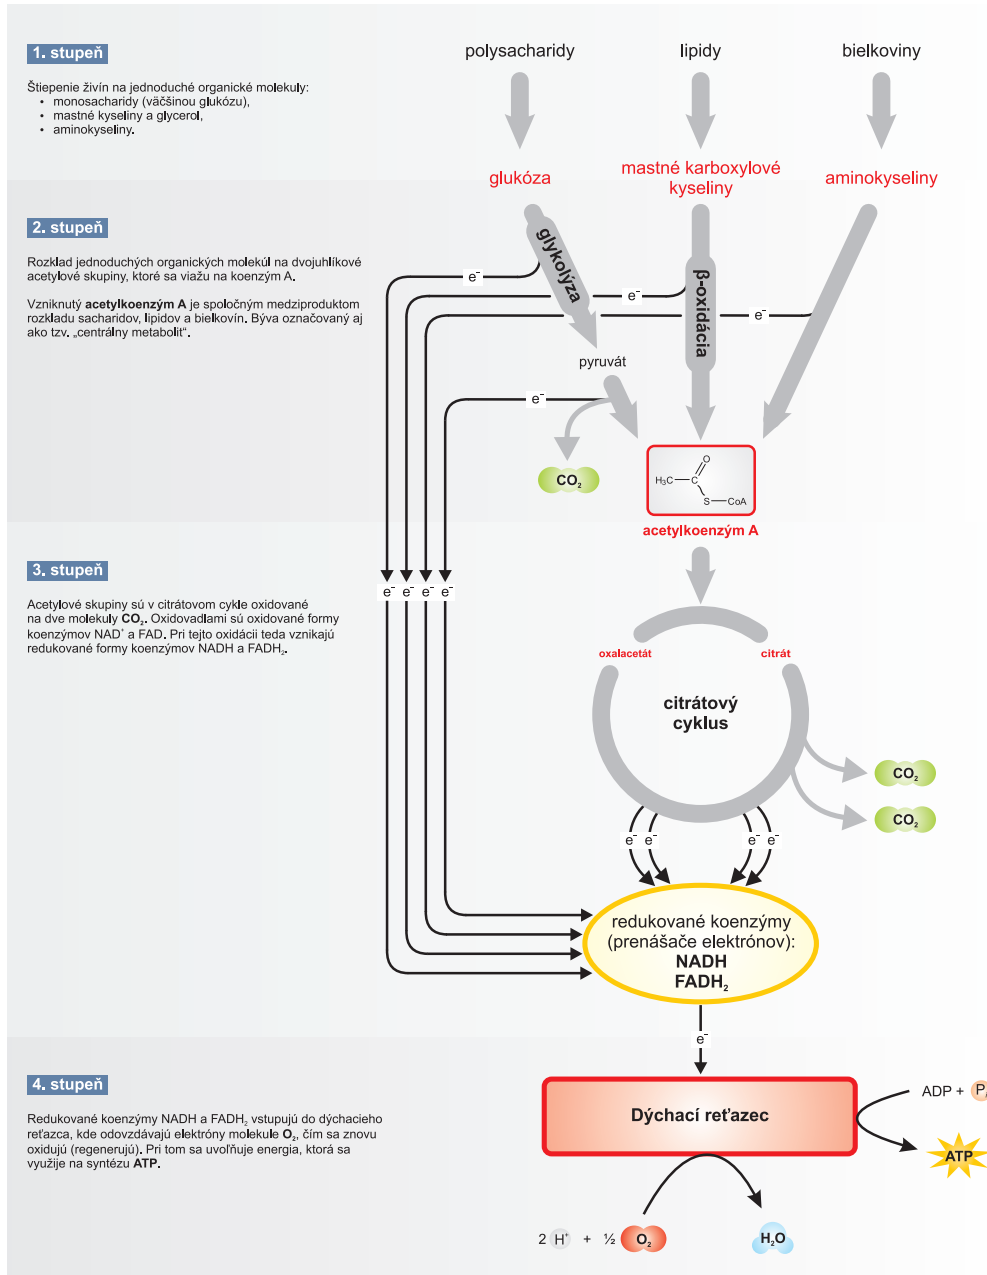 polysacharidy
lipidy
bielkoviny
1. stupeň
Štiepenie živín na jednoduché organické molekuly:
• monosacharidy (väčšinou glukózu),
• mastné kyseliny a glycerol,
• aminokyseliny.
glukóza
mastné karboxylové
kyseliny
aminokyseliny
2. stupeň
Rozklad jednoduchých organických molekúl na dvojuhlíkové
acetylové skupiny, ktoré sa viažu na koenzým A.
Vzniknutý acetylkoenzým A je spoločným medziproduktom
rozkladu sacharidov, lipidov a bielkovín. Býva označovaný aj
ako tzv. „centrálny metabolit“.
glykolýza
β-oxidácia
e⁻
e⁻
e⁻
pyruvát
e⁻
CO₂
O
H₃C C
S CoA
acetylkoenzým A
3. stupeň
Acetylové skupiny sú v citrátovom cykle oxidované
na dve molekuly CO₂. Oxidovadlami sú oxidované formy
koenzýmov NAD⁺ a FAD. Pri tejto oxidácii teda vznikajú
redukované formy koenzýmov NADH a FADH₂.
e⁻ e⁻ e⁻ e⁻
oxalacetát
citrát
citrátový
cyklus
CO₂
CO₂
e⁻ e⁻ e⁻ e⁻
redukované koenzýmy
(prenášače elektrónov):
NADH
FADH₂
e⁻
4. stupeň
Redukované koenzýmy NADH a FADH₂ vstupujú do dýchacieho
reťazca, kde odovzdávajú elektróny molekule O₂, čím sa znovu
oxidujú (regenerujú). Pri tom sa uvoľňuje energia, ktorá sa
využije na syntézu ATP.
Dýchací reťazec
ADP + Pᵢ
ATP
2 H⁺ + ½ O₂
H₂O